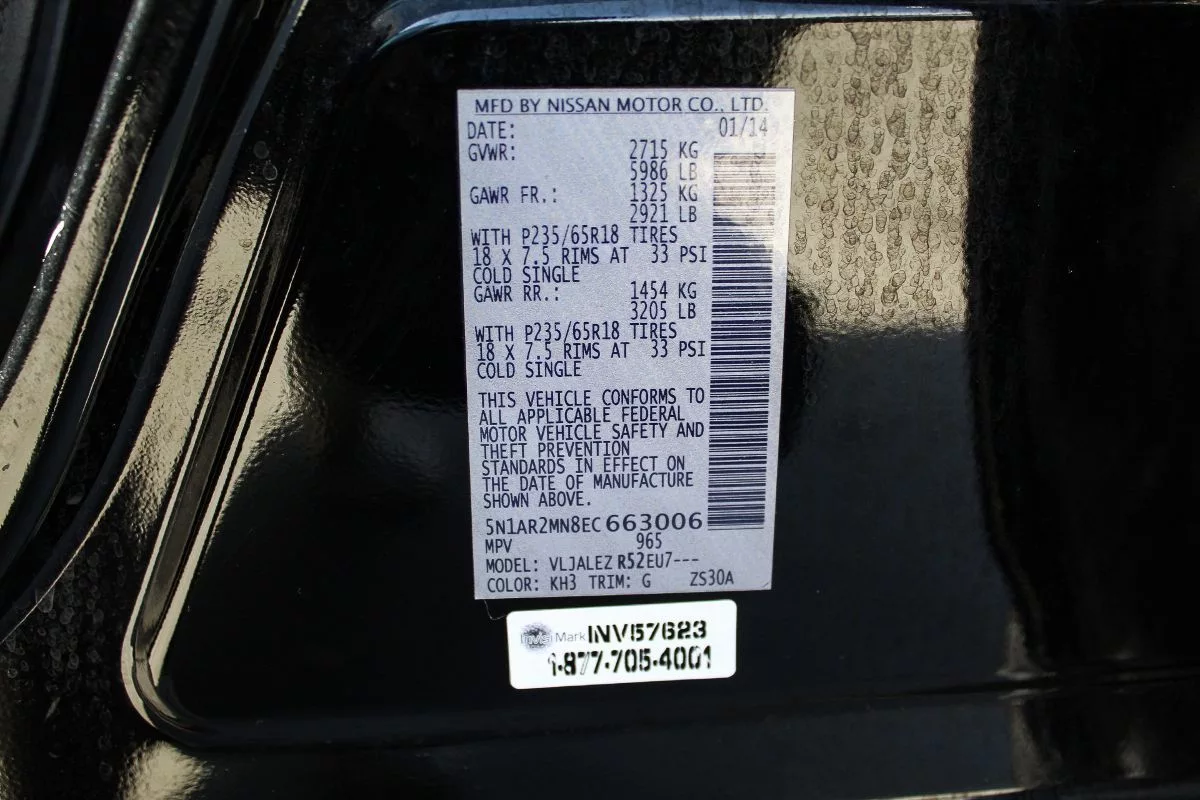 MFD BY NISSAN MOTOR CO., LTD.
DATE: 01/14
GVWR: 2715 KG
5986 LB
GAWR FR.: 1325 KG
2921 LB
WITH P235/65R18 TIRES
18 X 7.5 RIMS AT 33 PSI
COLD SINGLE
GAWR RR.: 1454 KG
3205 LB
WITH P235/65R18 TIRES
18 X 7.5 RIMS AT 33 PSI
COLD SINGLE
THIS VEHICLE CONFORMS TO
ALL APPLICABLE FEDERAL
MOTOR VEHICLE SAFETY AND
THEFT PREVENTION
STANDARDS IN EFFECT ON
THE DATE OF MANUFACTURE
SHOWN ABOVE.
5N1AR2MN8EC663006
MPV 965
MODEL: VLJALEZ R52EU7---
COLOR: KH3 TRIM: G ZS30A
InVisi Mark INV57623
1-877-705-4001